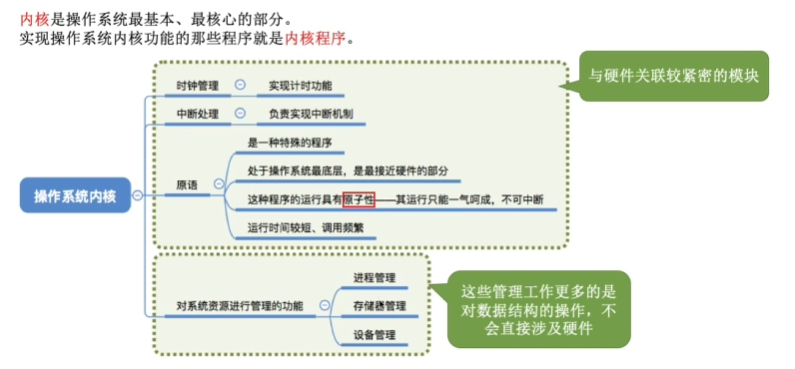 内核是操作系统最基本、最核心的部分。
实现操作系统内核功能的那些程序就是内核程序。
与硬件关联较紧密的模块
时钟管理
实现计时功能
中断处理
负责实现中断机制
是一种特殊的程序
处于操作系统最底层，是最接近硬件的部分
原语
这种程序的运行具有原子性——其运行只能一气呵成，不可中断
运行时间较短、调用频繁
操作系统内核
进程管理
对系统资源进行管理的功能
存储器管理
设备管理
这些管理工作更多的是
对数据结构的操作，不
会直接涉及硬件